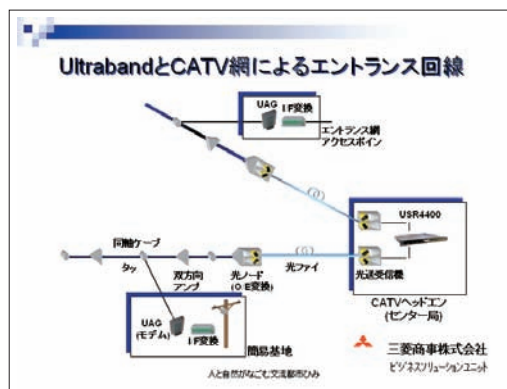 UltrabandとCATV網によるエントランス回線
UAG
I/F変換
エントランス網
アクセスポイン
USR4400
同軸ケーブ
タッ
双方向
アンプ
光ノード
(O/E変換)
光ファイ
光送受信機
CATVヘッドエン
(センター局)
UAG
(モデム)
I/F変換
簡易基地
三菱商事株式会社
ビジネスソリューションユニット
人と自然がなごむ交流都市ひみ